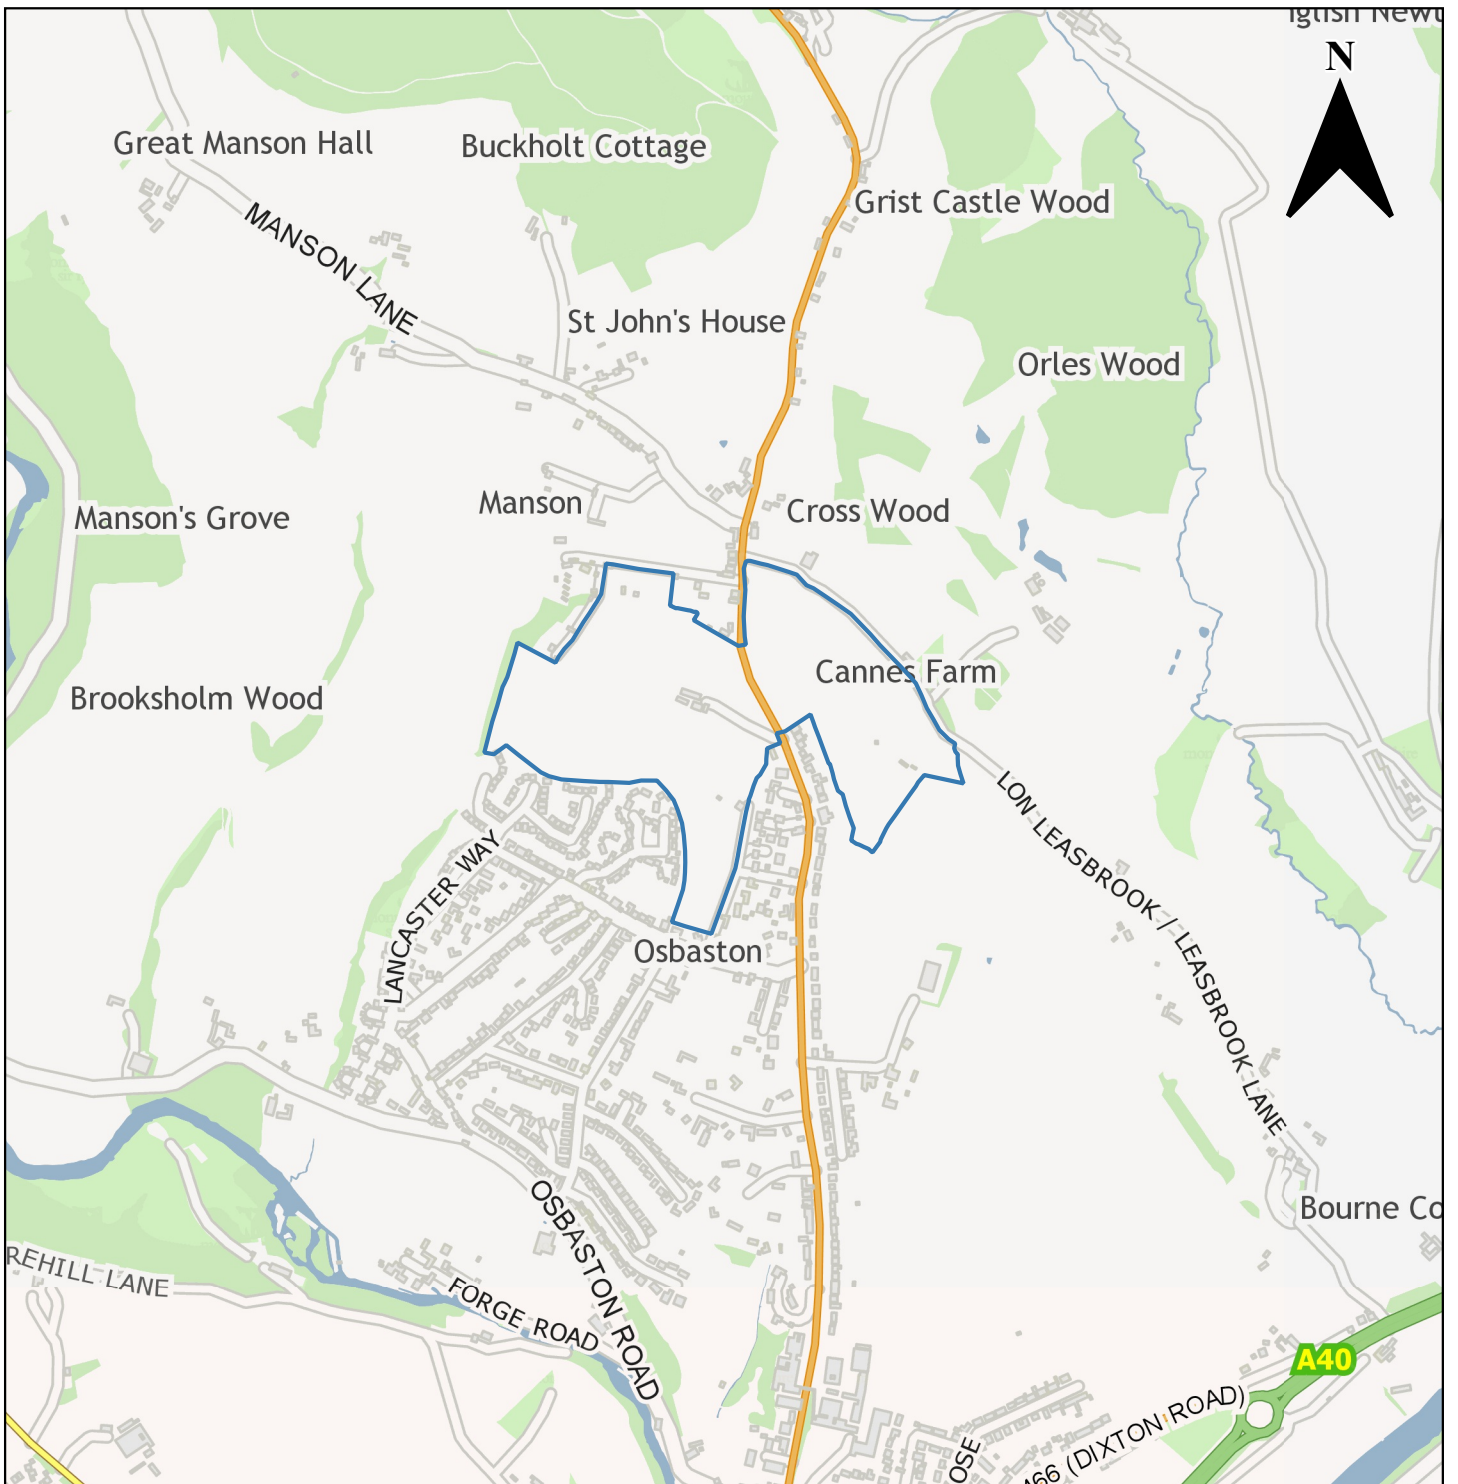 N
Great Manson Hall
Buckholt Cottage
Grist Castle Wood
MANSON LANE
St John's House
Orles Wood
Manson
Cross Wood
Manson's Grove
Cannes Farm
Brooksholm Wood
LON LEASBROOK / LEASBROOK LANE
LANCASTER WAY
Osbaston
Bourne Co
OSBASTON ROAD
REHILL LANE
FORGE ROAD
A40
466 (DIXTON ROAD)
OSE